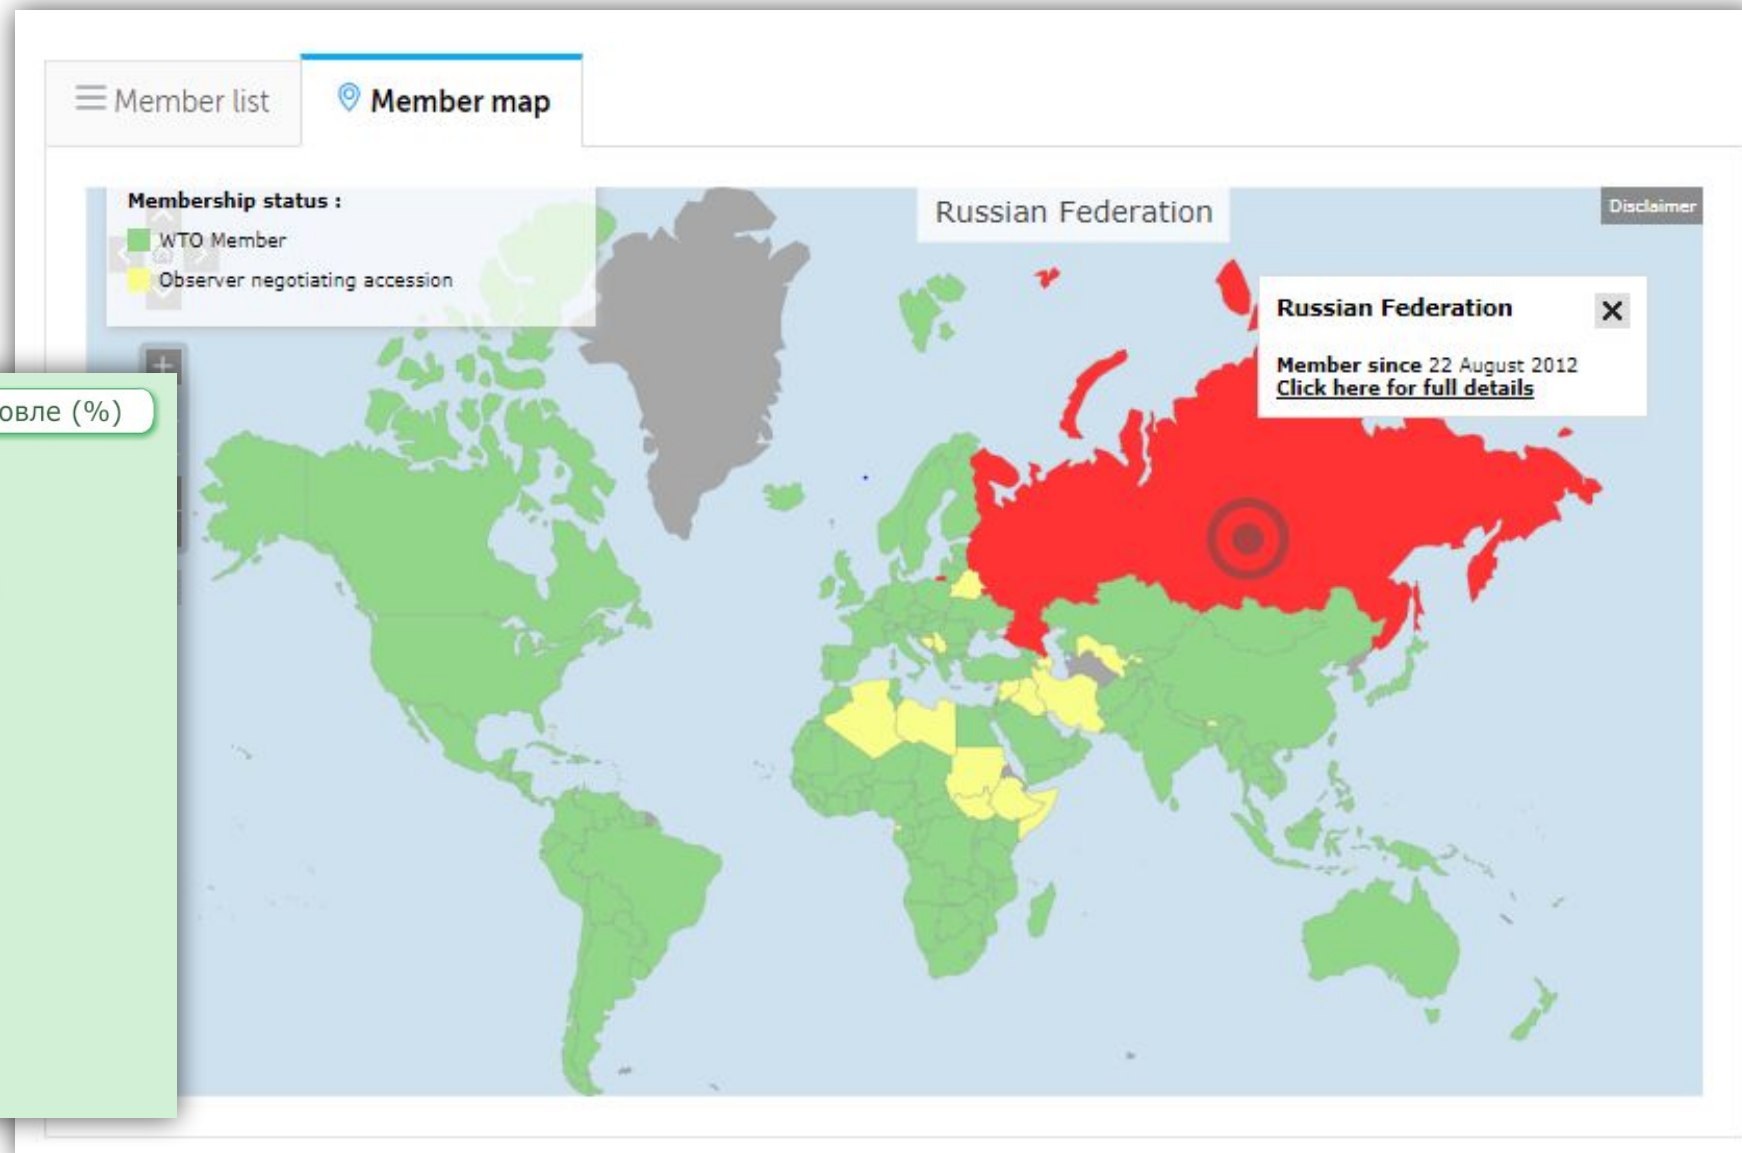 Member list
Member map
Membership status :
WTO Member
Observer negotiating accession
Russian Federation
Disclaimer
Russian Federation
Member since 22 August 2012
Click here for full details
(%)